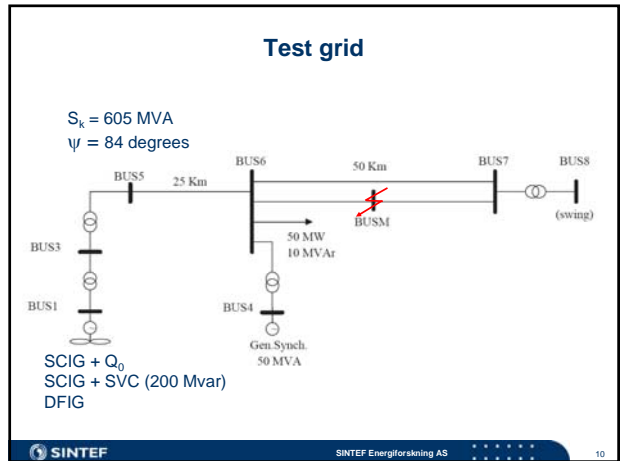 Test grid
Sk = 605 MVA
ψ = 84 degrees
BUS6
50 Km
BUS7
BUS8
BUS5
25 Km
(swing)
BUSM
50 MW
10 MVAr
BUS3
BUS1
BUS4
Gen.Synch.
50 MVA
SCIG + Q0
SCIG + SVC (200 Mvar)
DFIG
SINTEF
SINTEF Energiforskning AS
10